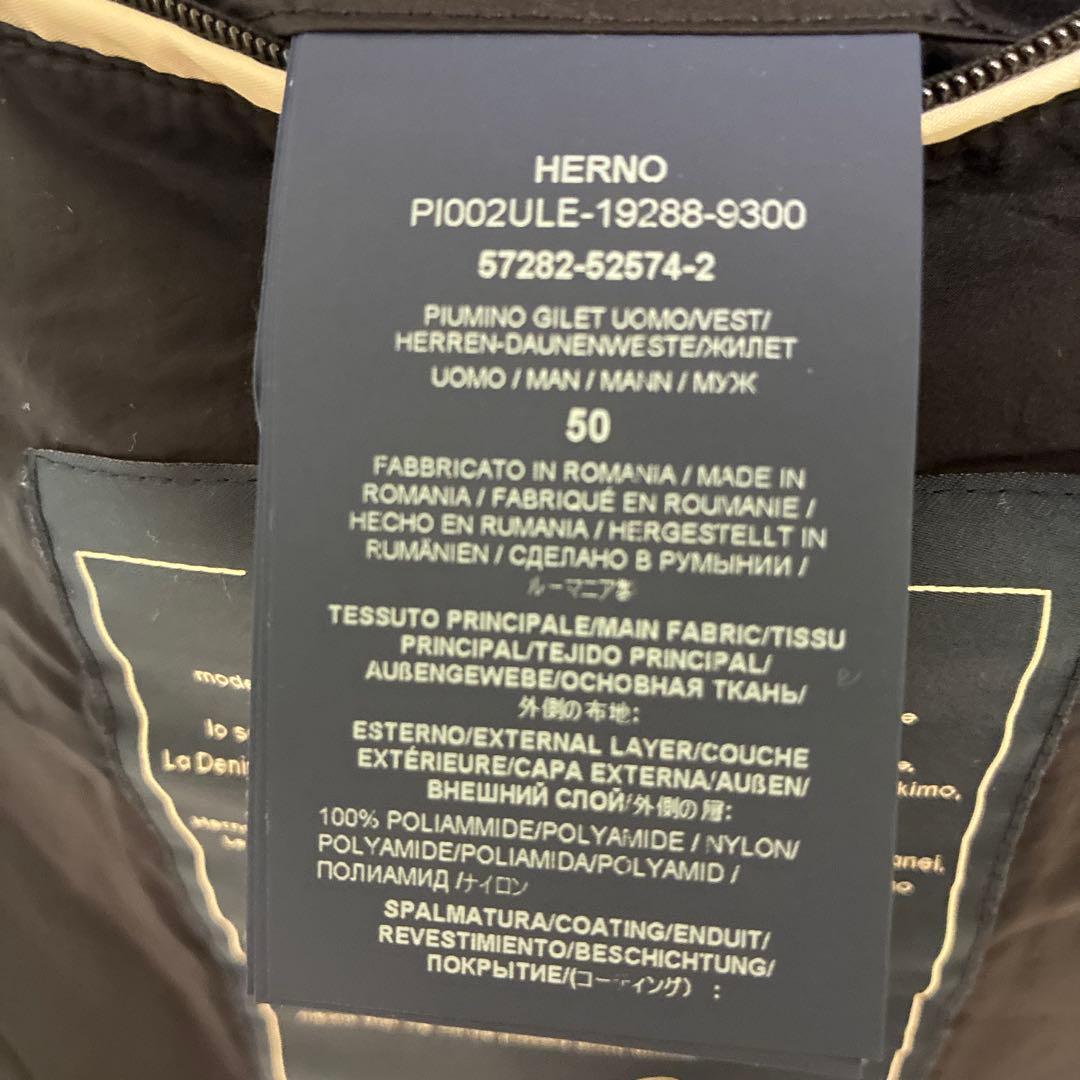 HERNO
PI002ULE-19288-9300
57282-52574-2
PIUMINO GILET UOMO/VEST/
HERREN-DAUNENWESTE/ЖИЛЕТ
UOMO / MAN / MANN / МУЖ
50
FABBRICATO IN ROMANIA / MADE IN
ROMANIA / FABRIQUÉ EN ROUMANIE /
HECHO EN RUMANIA / HERGESTELLT IN
RUMÄNIEN / СДЕЛАНО В РУМЫНИИ /
ルーマニア製
TESSUTO PRINCIPALE/MAIN FABRIC/TISSU
PRINCIPAL/TEJIDO PRINCIPAL/
AUßENGEWEBE/ОСНОВНАЯ ТКАНЬ/
外側の布地:
ESTERNO/EXTERNAL LAYER/COUCHE
EXTÉRIEURE/CAPA EXTERNA/AUßEN/
ВНЕШНИЙ СЛОЙ/外側の層:
100% POLIAMMIDE/POLYAMIDE / NYLON/
POLYAMIDE/POLIAMIDA/POLYAMID /
ПОЛИАМИД /ナイロン
SPALMATURA/COATING/ENDUIT/
REVESTIMIENTO/BESCHICHTUNG/
ПОКРЫТИЕ/(コーティング) :
lo
La
kimo,